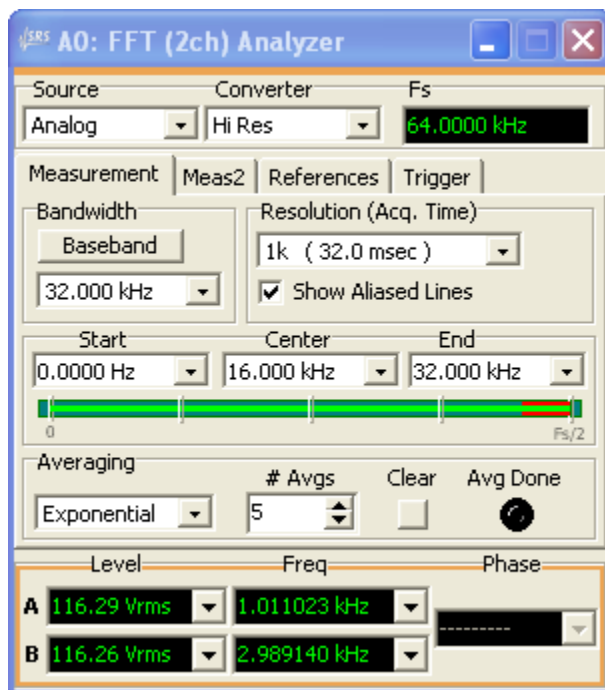 SRS A0: FFT (2ch) Analyzer
Source Converter Fs
Analog Hi Res 64.0000 kHz
Measurement Meas2 References Trigger
Bandwidth Resolution (Acq. Time)
Baseband 1k ( 32.0 msec )
32.000 kHz Show Aliased Lines
Start Center End
0.0000 Hz 16.000 kHz 32.000 kHz
0 Fs/2
Averaging # Avgs Clear Avg Done
Exponential 5
Level Freq Phase
A 116.29 Vrms 1.011023 kHz ---------
B 116.26 Vrms 2.989140 kHz